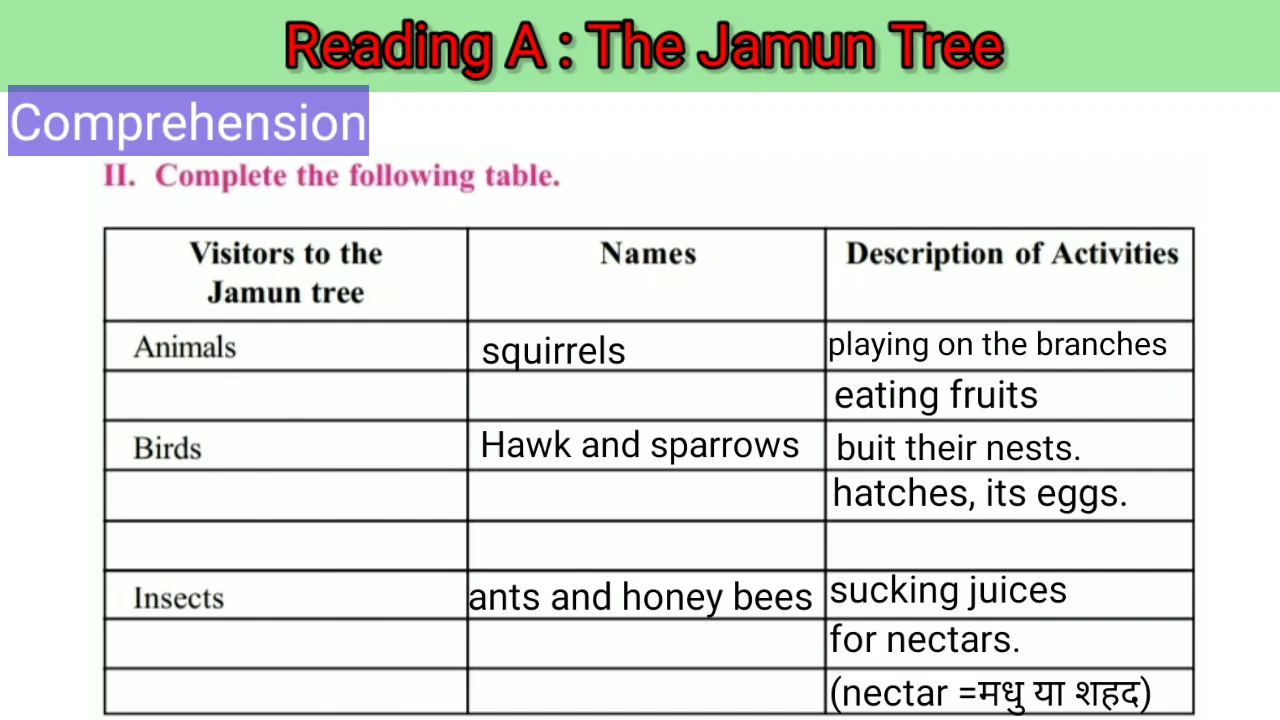 Reading A : The Jamun Tree
Comprehension
II. Complete the following table.
Visitors to the Jamun tree
Names
Description of Activities
Animals
squirrels
playing on the branches
eating fruits
Birds
Hawk and sparrows
buit their nests.
hatches, its eggs.
Insects
ants and honey bees
sucking juices
for nectars.
(nectar =मधु या शहद)